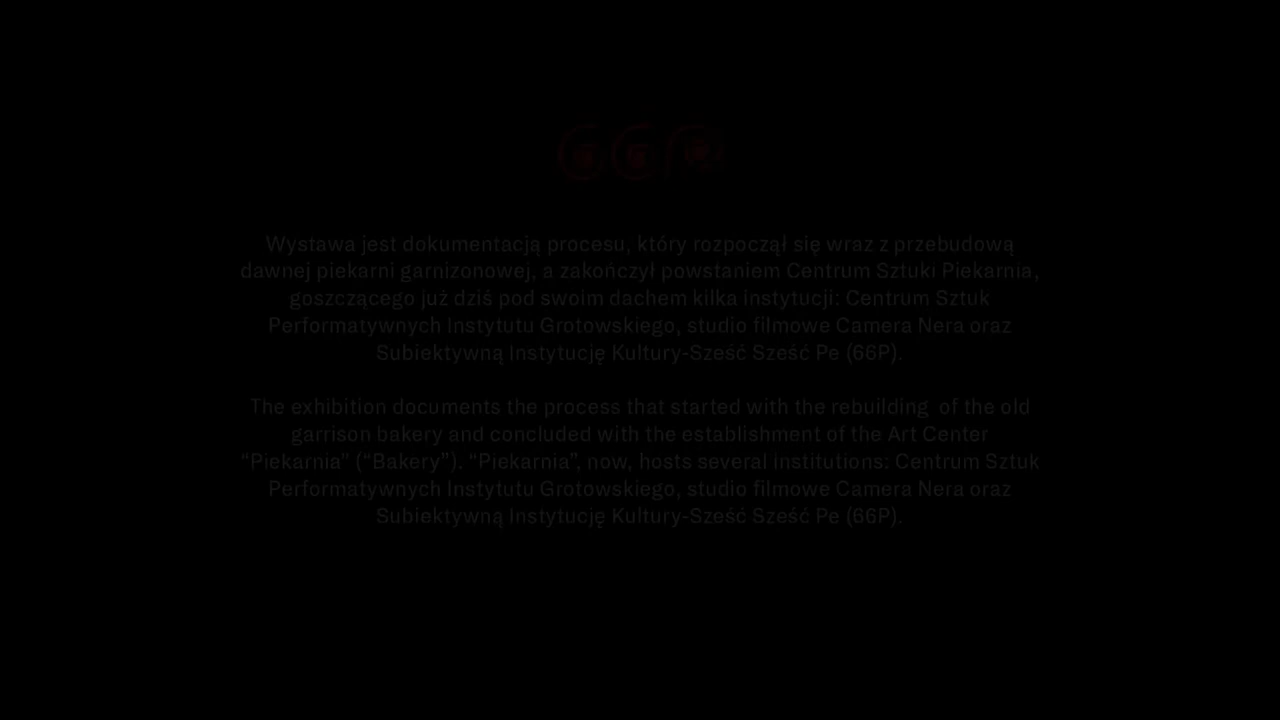 66P
Wystawa jest dokumentacją procesu, który rozpoczął się wraz z przebudową
dawnej piekarni garnizonowej, a zakończył powstaniem Centrum Sztuki Piekarnia,
goszczącego już dziś pod swoim dachem kilka instytucji: Centrum Sztuk
Performatywnych Instytutu Grotowskiego, studio filmowe Camera Nera oraz
Subiektywną Instytucję Kultury-Sześć Sześć Pe (66P).
The exhibition documents the process that started with the rebuilding of the old
garrison bakery and concluded with the establishment of the Art Center
“Piekarnia” (“Bakery”). “Piekarnia”, now, hosts several institutions: Centrum Sztuk
Performatywnych Instytutu Grotowskiego, studio filmowe Camera Nera oraz
Subiektywną Instytucję Kultury-Sześć Sześć Pe (66P).